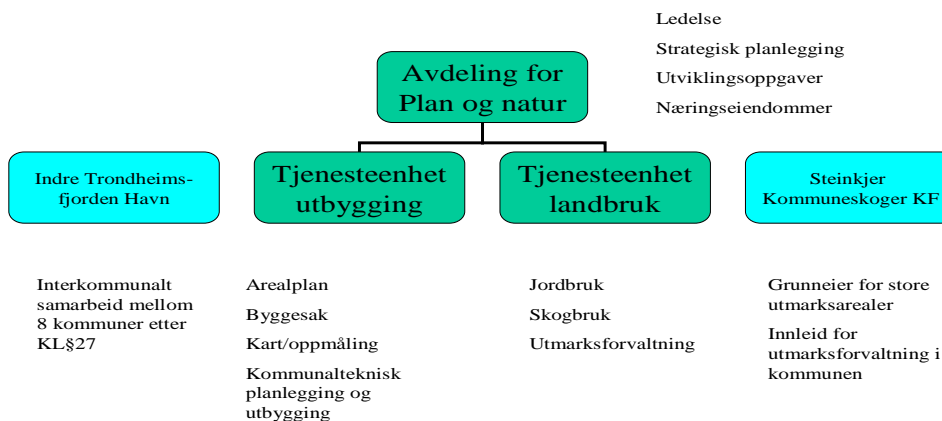 Ledelse
Strategisk planlegging
Utviklingsoppgaver
Næringseiendommer
Avdeling for
Plan og natur
Indre Trondheims-
fjorden Havn
Tjenesteenhet
utbygging
Tjenesteenhet
landbruk
Steinkjer
Kommuneskoger KF
Interkommunalt
samarbeid mellom
8 kommuner etter
KL§27
Arealplan
Byggesak
Kart/oppmåling
Kommunalteknisk
planlegging og
utbygging
Jordbruk
Skogbruk
Utmarksforvaltning
Grunneier for store
utmarksarealer
Innleid for
utmarksforvaltning i
kommunen